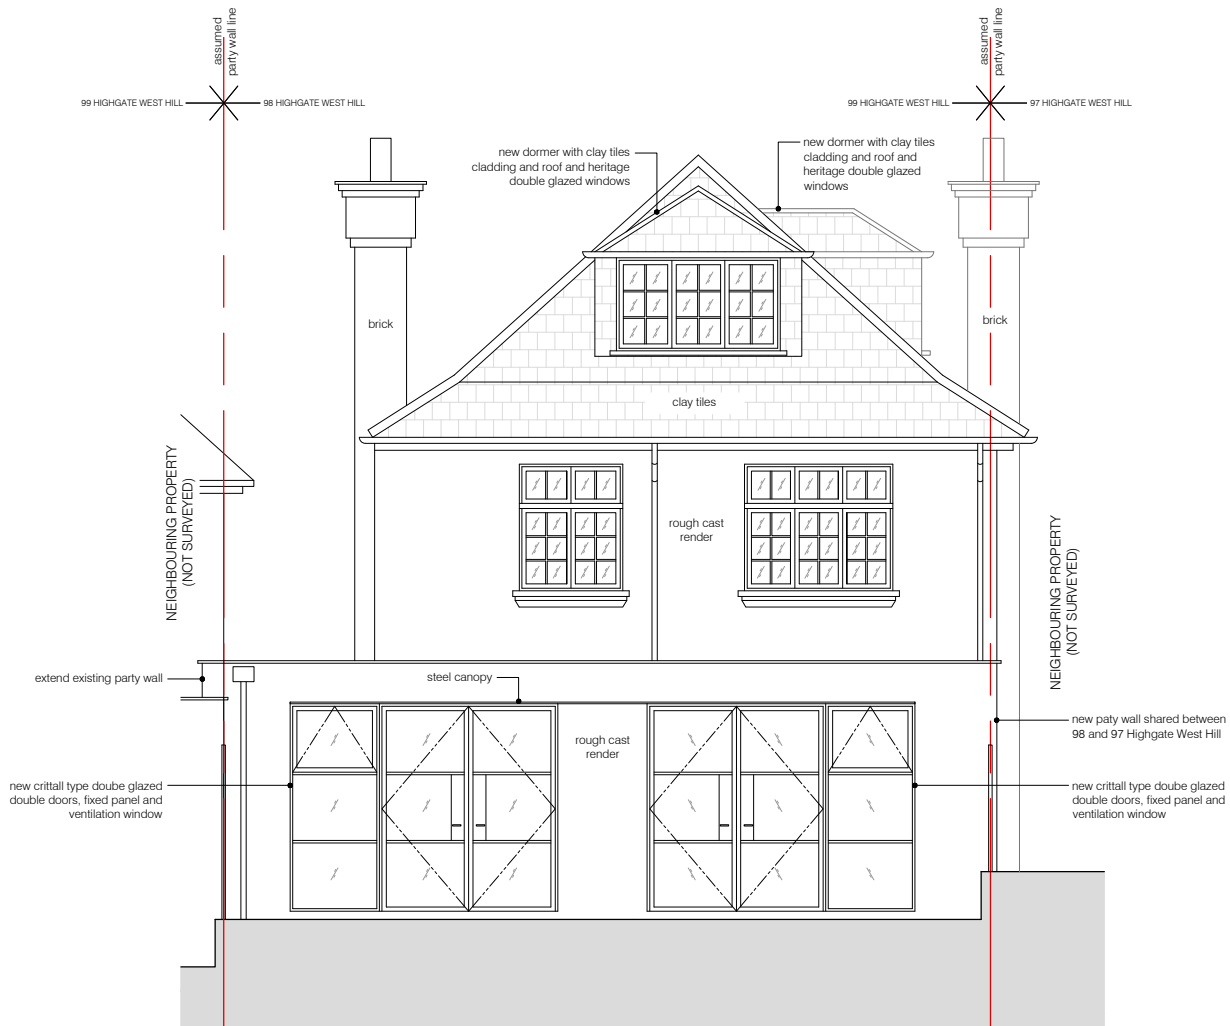 assumed
party wall line
assumed
party wall line
99 HIGHGATE WEST HILL
98 HIGHGATE WEST HILL
99 HIGHGATE WEST HILL
97 HIGHGATE WEST HILL
new dormer with clay tiles
cladding and roof and heritage
double glazed windows
new dormer with clay tiles
cladding and roof and
heritage double glazed
windows
brick
brick
clay tiles
NEIGHBOURING PROPERTY
(NOT SURVEYED)
rough cast
render
NEIGHBOURING PROPERTY
(NOT SURVEYED)
extend existing party wall
steel canopy
rough cast
render
new paty wall shared between
98 and 97 Highgate West Hill
new crittall type doube glazed
double doors, fixed panel and
ventilation window
new crittall type doube glazed
double doors, fixed panel and
ventilation window